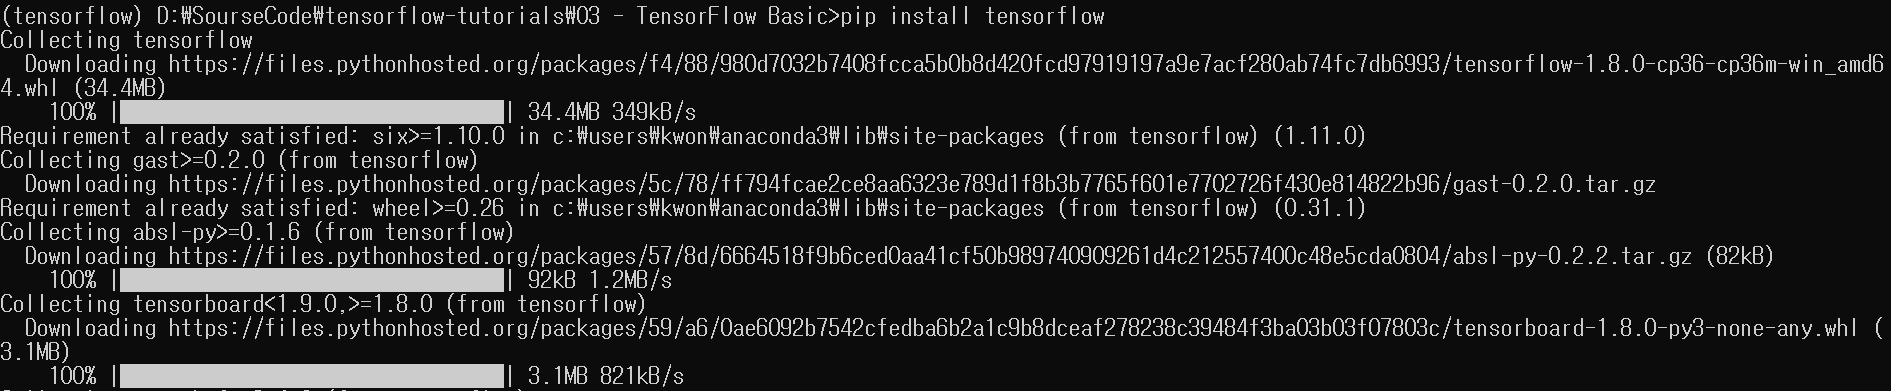 (tensorflow) D:₩SourseCode₩tensorflow-tutorials₩03 - TensorFlow Basic>pip install tensorflow
Collecting tensorflow
  Downloading https://files.pythonhosted.org/packages/f4/88/980d7032b7408fcca5b0b8d420fcd97919197a9e7acf280ab74fc7db6993/tensorflow-1.8.0-cp36-cp36m-win_amd6
4.whl (34.4MB)
    100% |████████████████████████████████| 34.4MB 349kB/s
Requirement already satisfied: six>=1.10.0 in c:₩users₩kwon₩anaconda3₩lib₩site-packages (from tensorflow) (1.11.0)
Collecting gast>=0.2.0 (from tensorflow)
  Downloading https://files.pythonhosted.org/packages/5c/78/ff794fcae2ce8aa6323e789d1f8b3b7765f601e7702726f430e814822b96/gast-0.2.0.tar.gz
Requirement already satisfied: wheel>=0.26 in c:₩users₩kwon₩anaconda3₩lib₩site-packages (from tensorflow) (0.31.1)
Collecting absl-py>=0.1.6 (from tensorflow)
  Downloading https://files.pythonhosted.org/packages/57/8d/6664518f9b6ced0aa41cf50b989740909261d4c212557400c48e5cda0804/absl-py-0.2.2.tar.gz (82kB)
    100% |████████████████████████████████| 92kB 1.2MB/s
Collecting tensorboard<1.9.0,>=1.8.0 (from tensorflow)
  Downloading https://files.pythonhosted.org/packages/59/a6/0ae6092b7542cfedba6b2a1c9b8dceaf278238c39484f3ba03b03f07803c/tensorboard-1.8.0-py3-none-any.whl (
3.1MB)
    100% |████████████████████████████████| 3.1MB 821kB/s